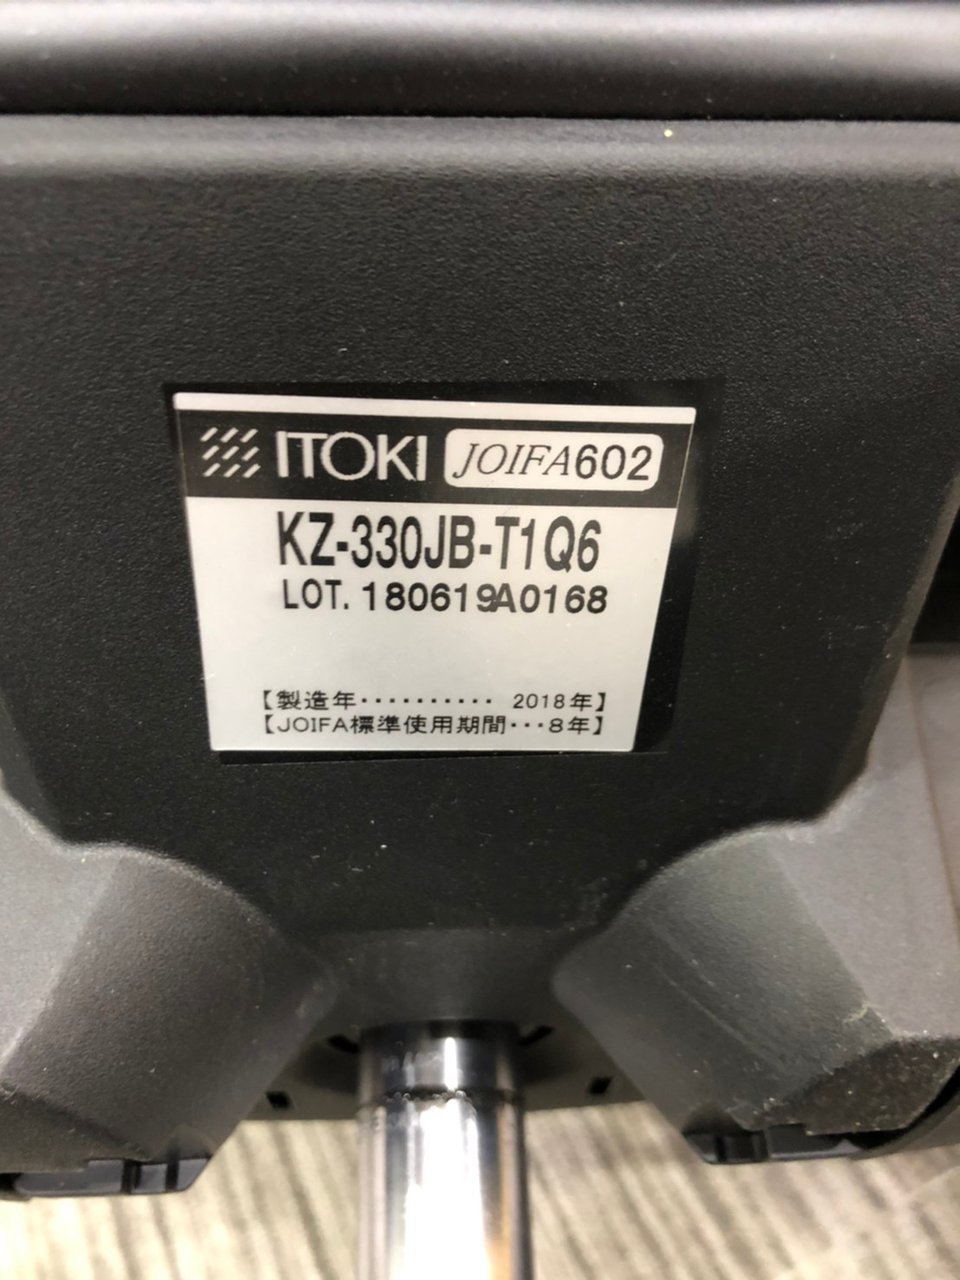 ITOKI JOIFA602
KZ-330JB-T1Q6
LOT. 180619A0168
【製造年・・・・・・・・・・ 2018年】
【JOIFA標準使用期間・・・8年】